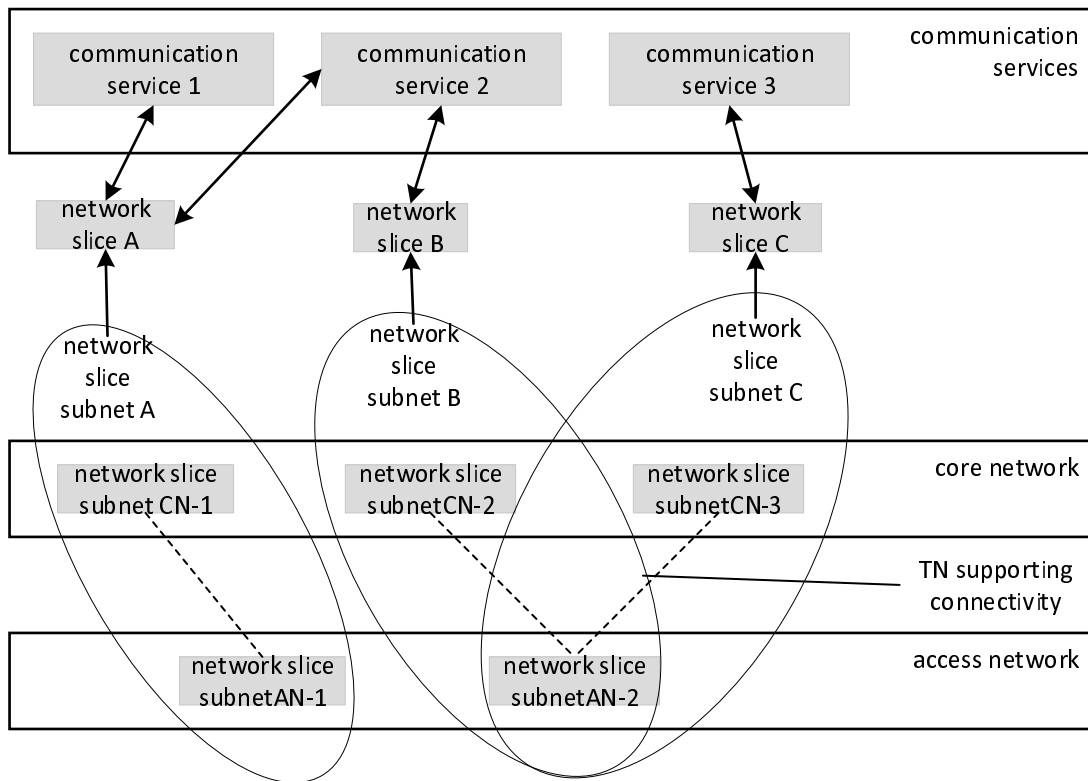 communication
service 1
communication
service 2
communication
service 3
communication
services
network
slice A
network
slice B
network
slice C
network
slice
subnet A
network
slice
subnet B
network
slice
subnet C
network slice
subnet CN-1
network slice
subnetCN-2
network slice
subnetCN-3
core network
TN supporting
connectivity
network slice
subnetAN-1
network slice
subnetAN-2
access network